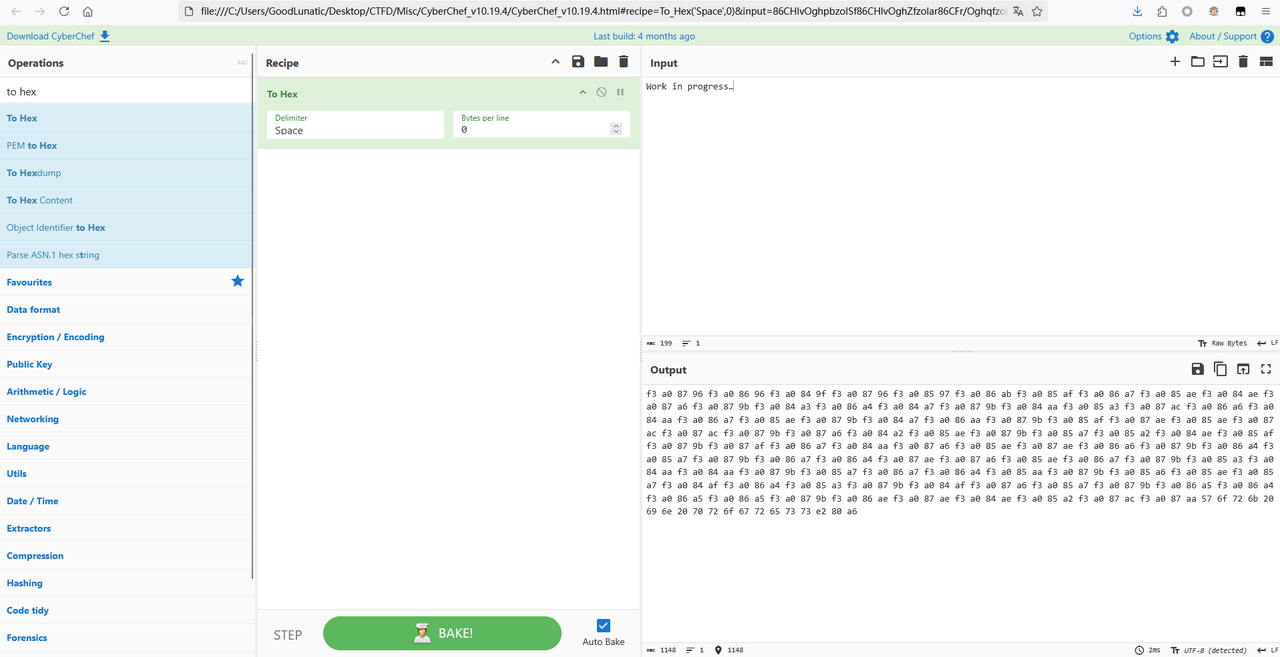 file:///C:/Users/GoodLunatic/Desktop/CTFD/Misc/CyberChef_v10.19.4/CyberChef_v10.19.4.html#recipe=To_Hex('Space',0)&input=86CHlvOghpbzoISf86CHlvOghZfzolar86CFr/Oghqfzo
Download CyberChef
Last build: 4 months ago
Options
About / Support
Operations
440
to hex
To Hex
PEM to Hex
To Hexdump
To Hex Content
Object Identifier to Hex
Parse ASN.1 hex string
Favourites
Data format
Encryption / Encoding
Public Key
Arithmetic / Logic
Networking
Language
Utils
Date / Time
Extractors
Compression
Hashing
Code tidy
Forensics
Recipe
To Hex
Delimiter
Space
Bytes per line
0
STEP
BAKE!
Auto Bake
Input
Work in progress…
199
1
Raw Bytes
LF
Output
f3 a0 87 96 f3 a0 86 96 f3 a0 84 9f f3 a0 87 96 f3 a0 85 97 f3 a0 86 ab f3 a0 85 af f3 a0 86 a7 f3 a0 85 ae f3 a0 84 ae f3
a0 87 a6 f3 a0 87 9b f3 a0 84 a3 f3 a0 86 a4 f3 a0 84 a7 f3 a0 87 9b f3 a0 84 aa f3 a0 85 a3 f3 a0 87 ac f3 a0 86 a6 f3 a0
84 aa f3 a0 86 a7 f3 a0 85 ae f3 a0 87 9b f3 a0 84 a7 f3 a0 86 aa f3 a0 87 9b f3 a0 85 af f3 a0 87 ae f3 a0 85 ae f3 a0 87
ac f3 a0 87 ac f3 a0 87 9b f3 a0 87 a6 f3 a0 84 a2 f3 a0 85 ae f3 a0 87 9b f3 a0 85 a7 f3 a0 85 a2 f3 a0 84 ae f3 a0 85 af
f3 a0 87 9b f3 a0 87 af f3 a0 86 a7 f3 a0 84 aa f3 a0 87 a6 f3 a0 85 ae f3 a0 87 ae f3 a0 86 a6 f3 a0 87 9b f3 a0 86 a4 f3
a0 85 a7 f3 a0 87 9b f3 a0 86 a7 f3 a0 86 a4 f3 a0 87 ae f3 a0 87 a6 f3 a0 85 ae f3 a0 86 a7 f3 a0 87 9b f3 a0 85 a3 f3 a0
84 aa f3 a0 84 aa f3 a0 87 9b f3 a0 85 a7 f3 a0 86 a7 f3 a0 86 a4 f3 a0 85 aa f3 a0 87 9b f3 a0 85 a6 f3 a0 85 ae f3 a0 85
a7 f3 a0 84 af f3 a0 86 a4 f3 a0 85 a3 f3 a0 87 9b f3 a0 84 af f3 a0 87 a6 f3 a0 85 a7 f3 a0 87 9b f3 a0 86 a5 f3 a0 86 a4
f3 a0 86 a5 f3 a0 86 a5 f3 a0 87 9b f3 a0 86 ae f3 a0 87 ae f3 a0 84 ae f3 a0 85 a2 f3 a0 87 ac f3 a0 87 aa 57 6f 72 6b 20
69 6e 20 70 72 6f 67 72 65 73 73 e2 80 a6
1148
1
1148
2ms
UTF-8 (detected)
LF